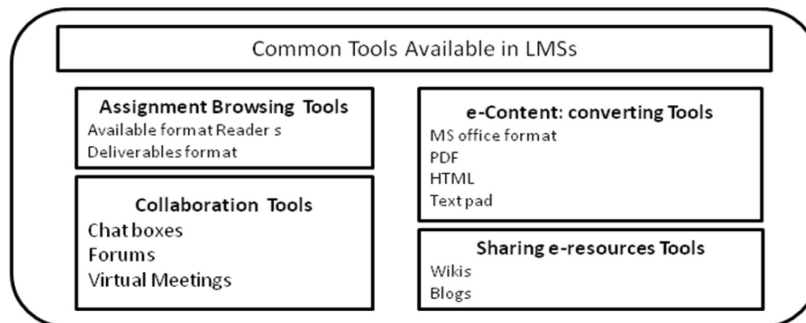 Common Tools Available in LMSs
Assignment Browsing Tools
Available format Reader s
Deliverables format
Collaboration Tools
Chat boxes
Forums
Virtual Meetings
e-Content: converting Tools
MS office format
PDF
HTML
Text pad
Sharing e-resources Tools
Wikis
Blogs